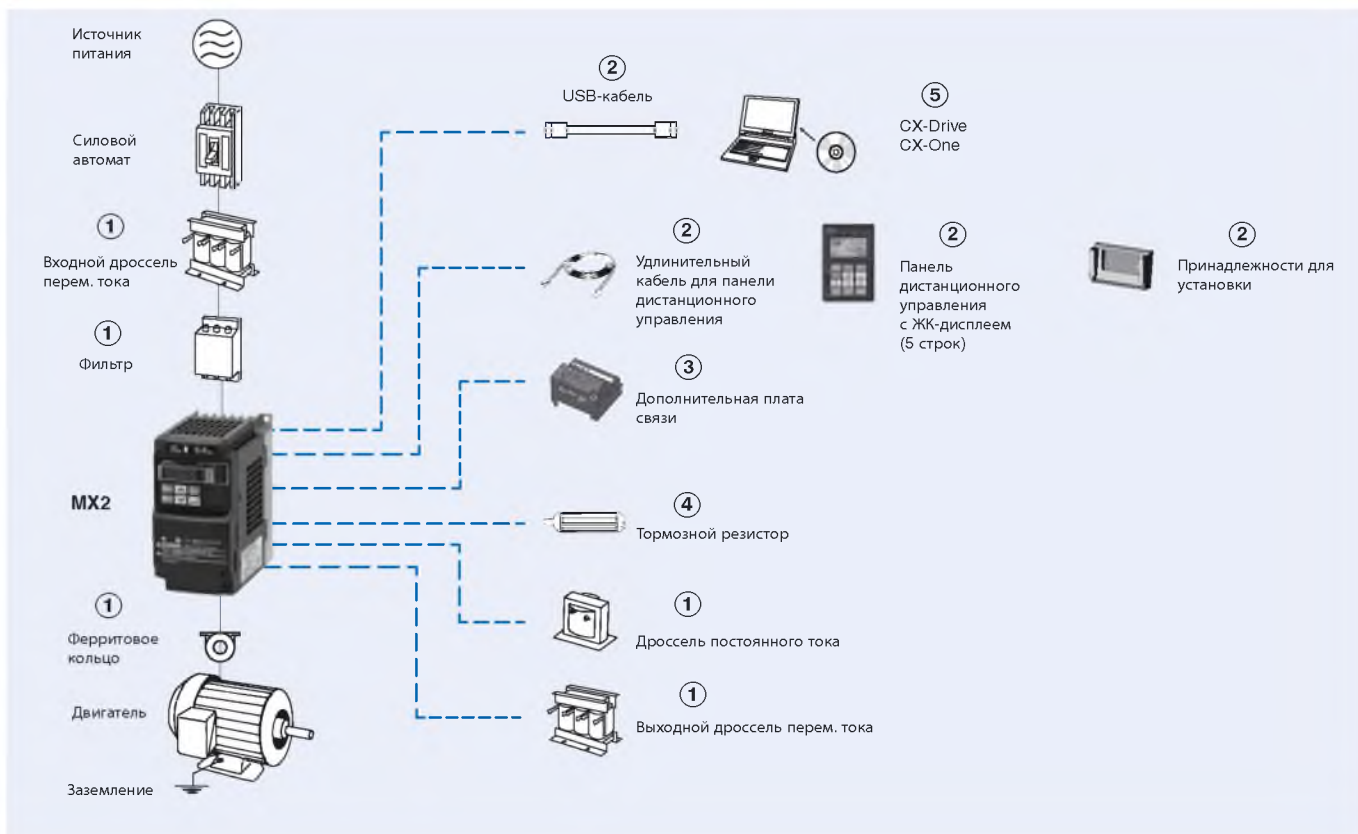 Источник
питания
Силовой
автомат
1
Входной дроссель
перем. тока
1
Фильтр
MX2
1
Ферритовое
кольцо
Двигатель
Заземление
2
USB-кабель
5
CX-Drive
CX-One
2
Удлинительный
кабель для панели
дистанционного
управления
2
Панель
дистанционного
управления
с ЖК-дисплеем
(5 строк)
2
Принадлежности для
установки
3
Дополнительная плата
связи
4
Тормозной резистор
1
Дроссель постоянного тока
1
Выходной дроссель перем. тока